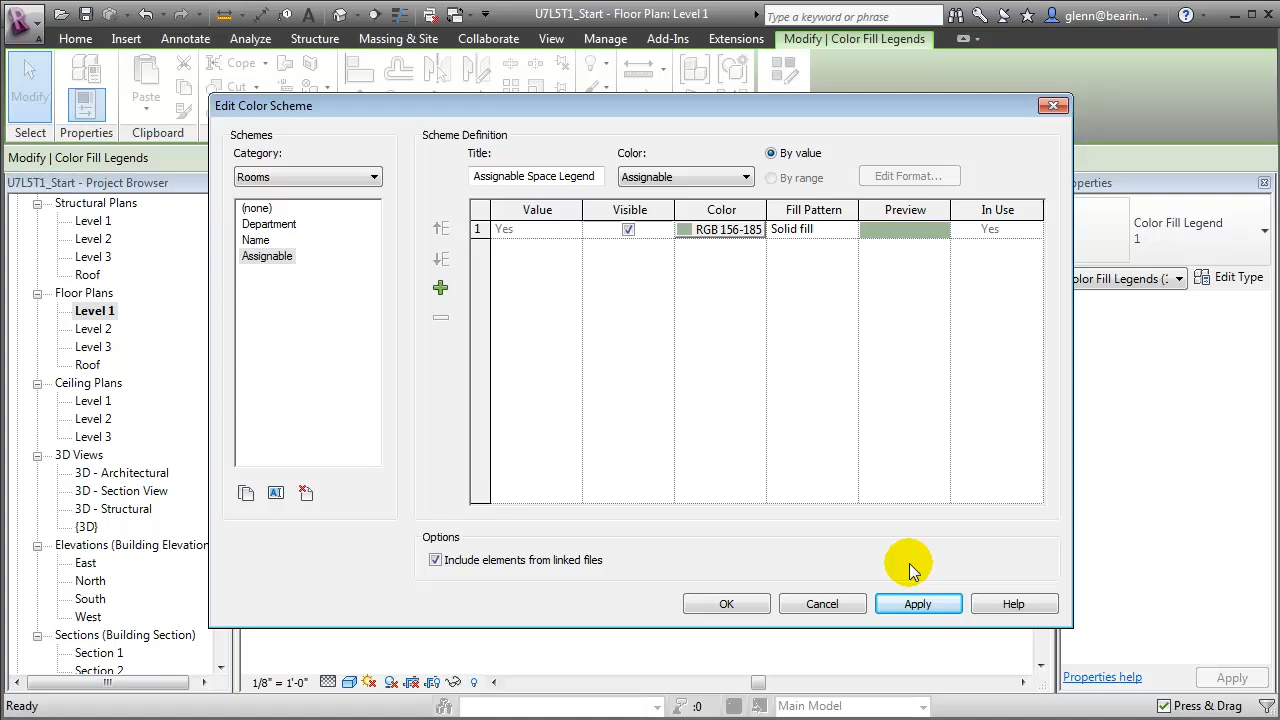 U7L5T1_Start - Floor Plan: Level 1
Type a keyword or phrase
glenn@bearin...
Home Insert Annotate Analyze Structure Massing & Site Collaborate View Manage Add-Ins Extensions Modify | Color Fill Legends
Cope
Modify
Paste
Cut
Select Properties Clipboard
Modify | Color Fill Legends
U7L5T1_Start - Project Browser
Structural Plans
Level 1
Level 2
Level 3
Roof
Floor Plans
Level 1
Level 2
Level 3
Roof
Ceiling Plans
Level 1
Level 2
Level 3
3D Views
3D - Architectural
3D - Section View
3D - Structural
{3D}
Elevations (Building Elevation
East
North
South
West
Sections (Building Section)
Section 1
Section 2
Edit Color Scheme
Schemes
Category:
Rooms
(none)
Department
Name
Assignable
Scheme Definition
Title:
Color:
By value
Assignable Space Legend
Assignable
By range
Edit Format...
Value Visible Color Fill Pattern Preview In Use
1 Yes RGB 156-185 Solid fill Yes
Options
Include elements from linked files
OK Cancel Apply Help
operties
Color Fill Legend
1
olor Fill Legends (1
Edit Type
Properties help
Apply
1/8" = 1'-0"
Ready
:0
Main Model
Press & Drag